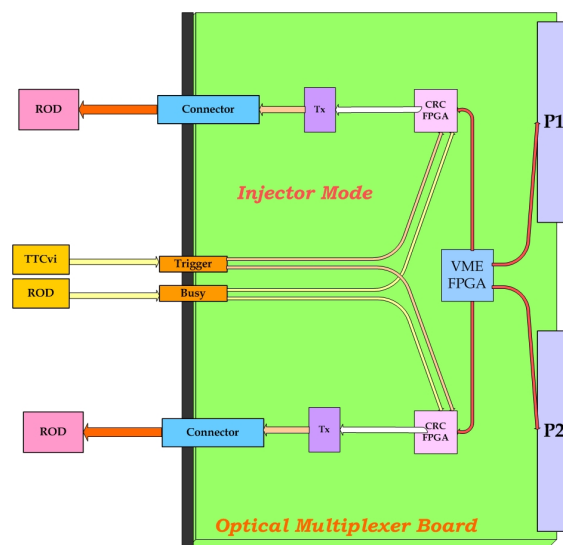 ROD
Connector
Tx
CRC
FPGA
P1
Injector Mode
TTCvi
Trigger
VME
FPGA
ROD
Busy
ROD
Connector
Tx
CRC
FPGA
P2
Optical Multiplexer Board